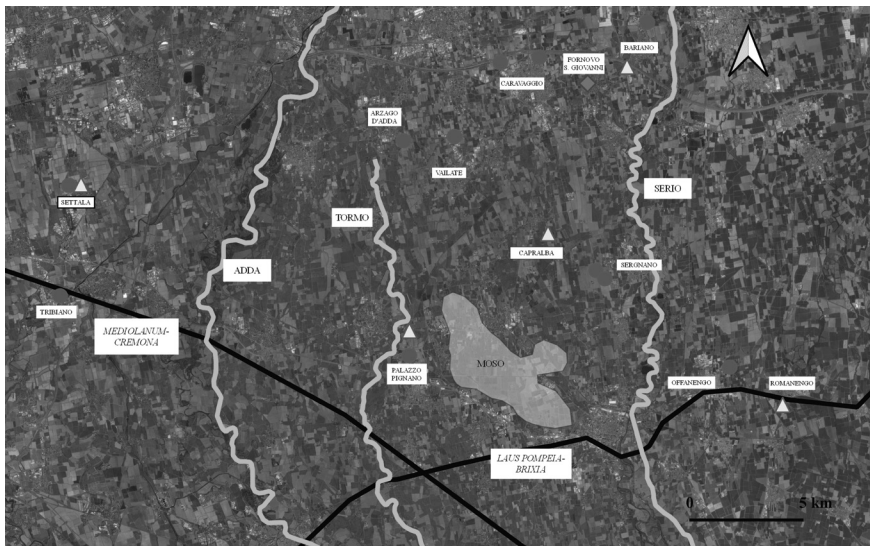 BARIANO
FORNOVO
S. GIOVANNI
CARAVAGGIO
ARZAGO
D'ADDA
VAILATE
SETTALA
TORMO
SERIO
CAPRALBA
ADDA
SERGNANO
TRIBIANO
MEDIOLANUM-
CREMONA
MOSO
PALAZZO
PIGNANO
OFFANENGO
ROMANENGO
LAUS POMPEIA-
BRIXIA
0 5 km